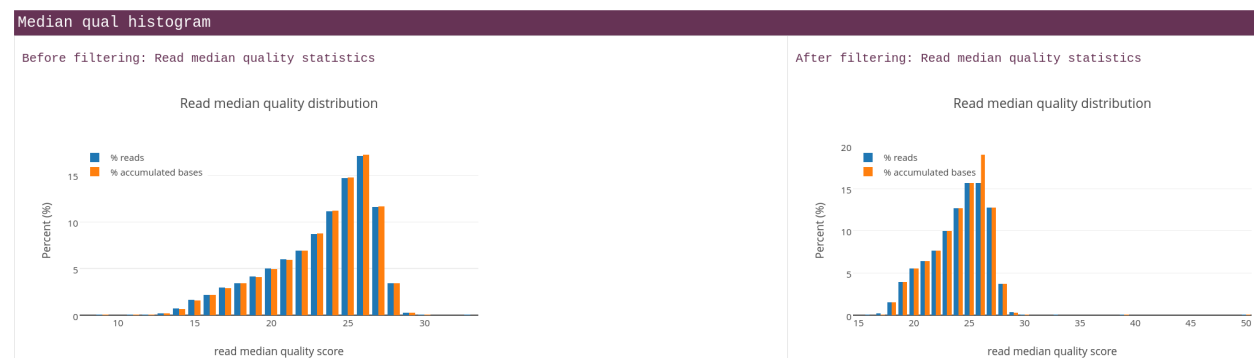 Median qual histogram
Before filtering: Read median quality statistics
Read median quality distribution
% reads
% accumulated bases
15
10
5
0
Percent (%)
10
15
20
25
30
read median quality score
After filtering: Read median quality statistics
Read median quality distribution
% reads
% accumulated bases
20
15
10
5
0
Percent (%)
15
20
25
30
35
40
45
50
read median quality score